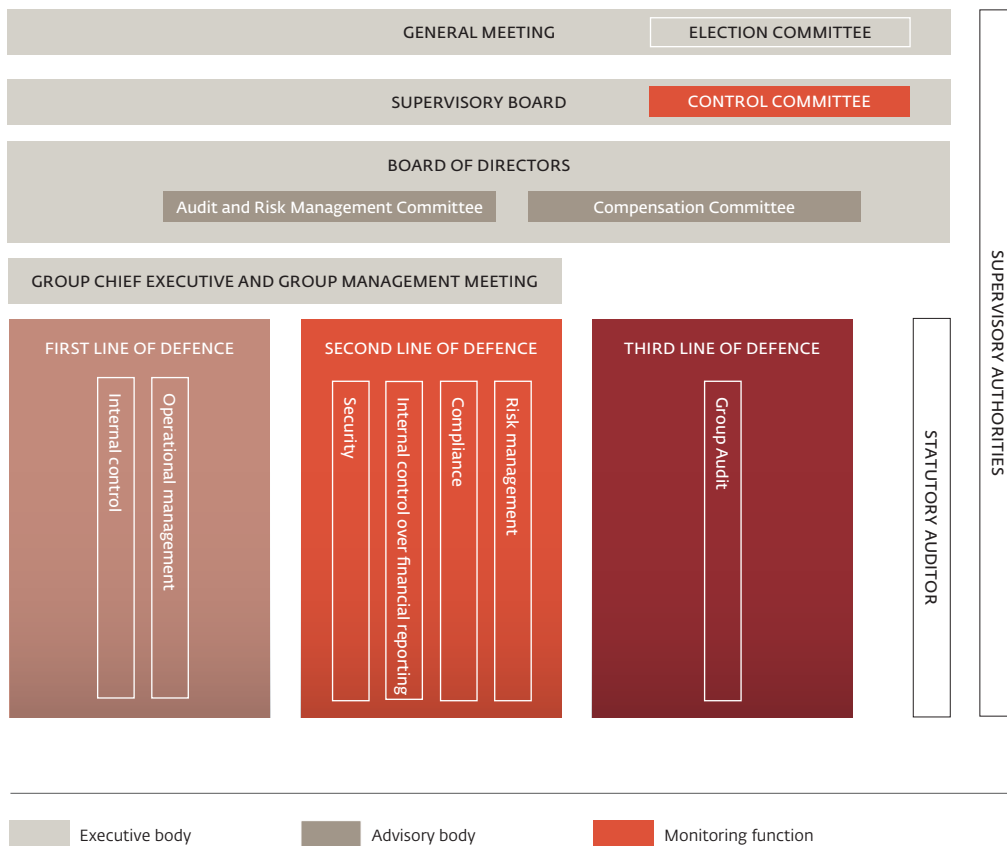 GENERAL MEETING
ELECTION COMMITTEE
SUPERVISORY BOARD
CONTROL COMMITTEE
BOARD OF DIRECTORS
Audit and Risk Management Committee
Compensation Committee
GROUP CHIEF EXECUTIVE AND GROUP MANAGEMENT MEETING
FIRST LINE OF DEFENCE
Internal control
Operational management
SECOND LINE OF DEFENCE
Security
Internal control over financial reporting
Compliance
Risk management
THIRD LINE OF DEFENCE
Group Audit
STATUTORY AUDITOR
SUPERVISORY AUTHORITIES
Executive body
Advisory body
Monitoring function